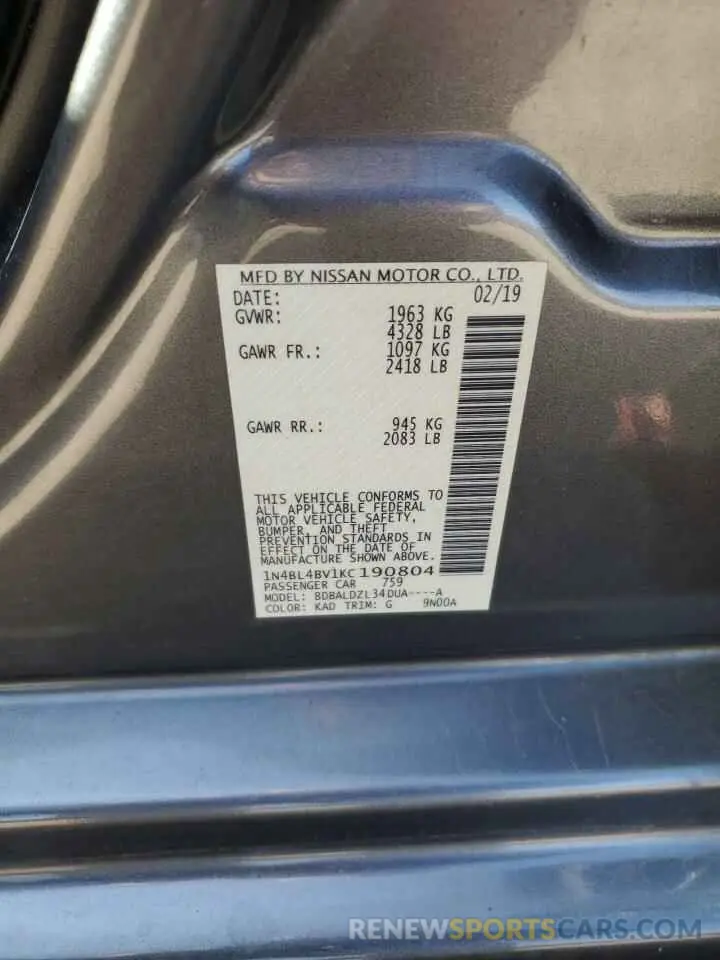 MFD BY NISSAN MOTOR CO., LTD.
DATE: 02/19
GVWR: 1963 KG
4328 LB
GAWR FR.: 1097 KG
2418 LB
GAWR RR.: 945 KG
2083 LB
THIS VEHICLE CONFORMS TO
ALL APPLICABLE FEDERAL
MOTOR VEHICLE SAFETY,
BUMPER, AND THEFT
PREVENTION STANDARDS IN
EFFECT ON THE DATE OF
MANUFACTURE SHOWN ABOVE.
1N4BL4BV1KC190804
PASSENGER CAR 759
MODEL: BDBALDZL34DUA----A
COLOR: KAD TRIM: G 9N00A
RENEWSPORTSCAR.COM